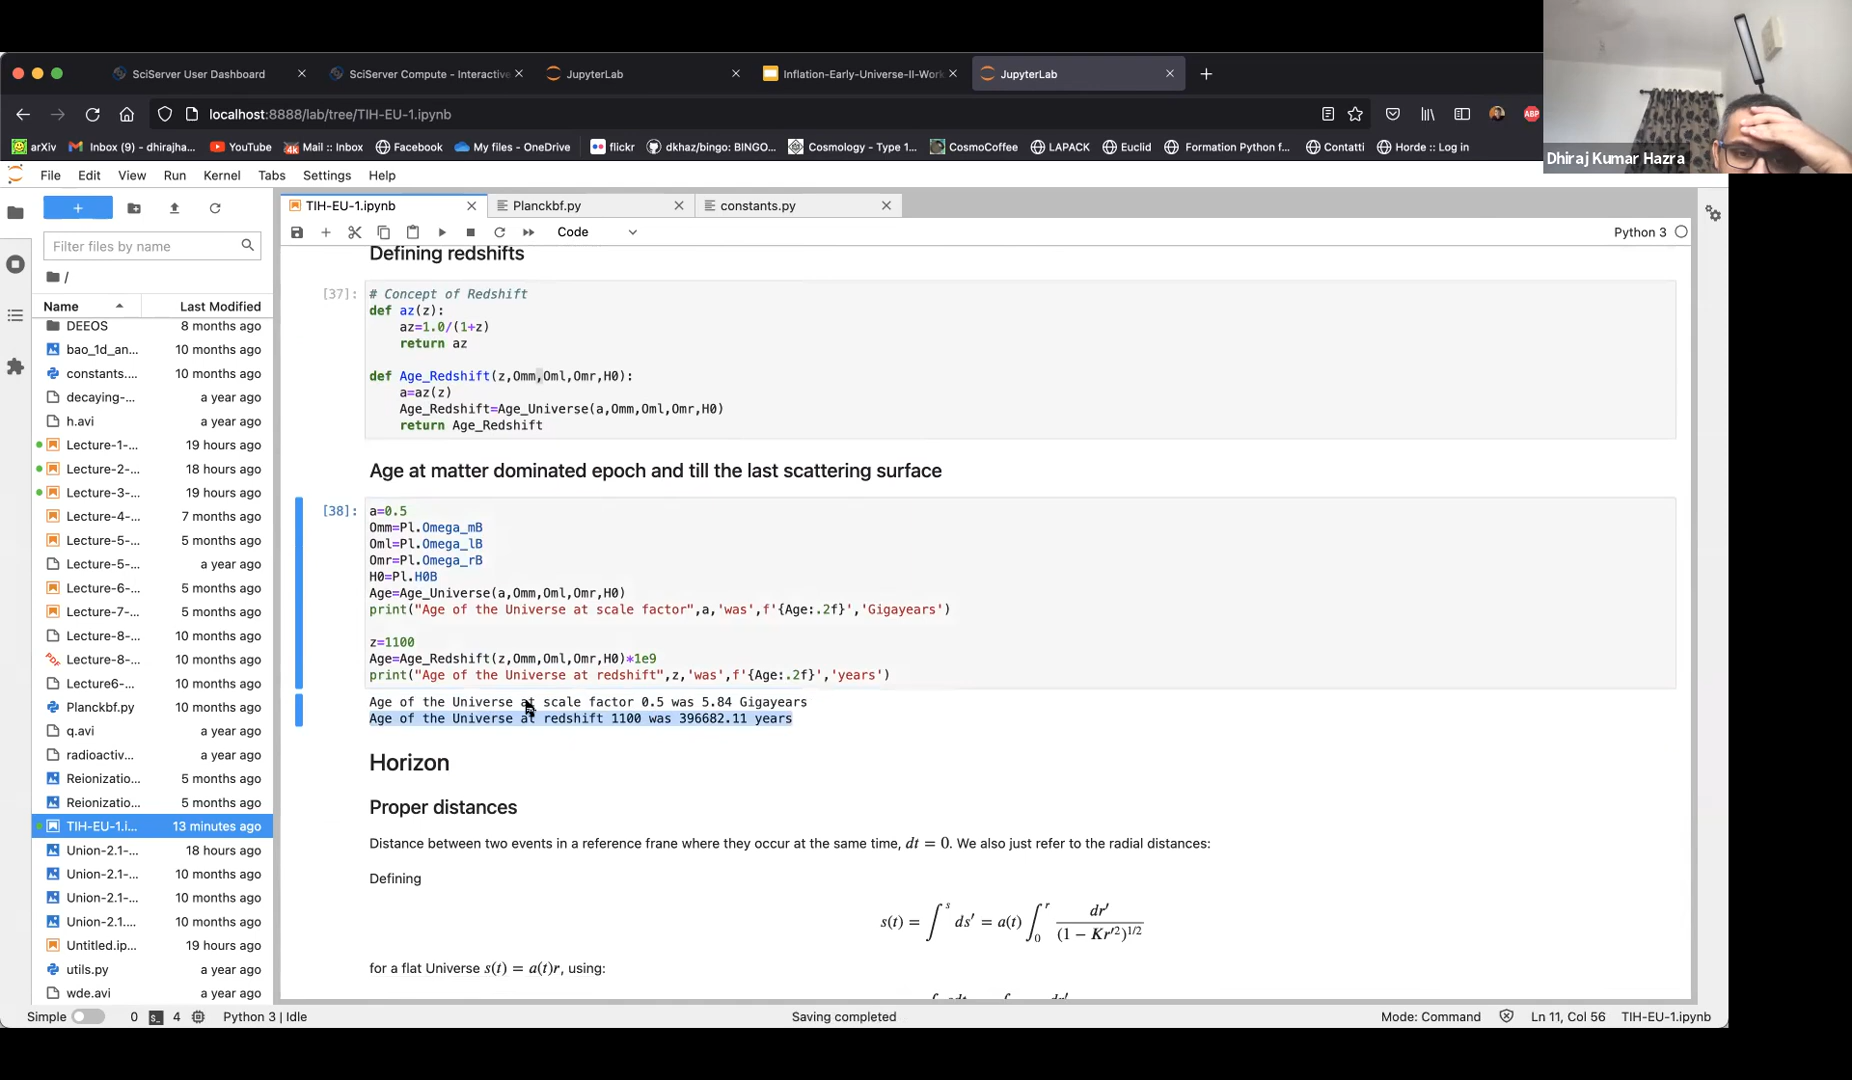 SciServer User Dashboard
SciServer Compute - Interactive
JupyterLab
Inflation-Early-Universe-II-Work
JupyterLab
localhost:8888/lab/tree/TIH-EU-1.ipynb
ABP
Dhiraj Kumar Hazra
arXiv
Inbox (9) - dhirajha...
YouTube
Mail :: Inbox
Facebook
My files - OneDrive
flickr
dkhaz/bingo: BINGO...
Cosmology - Type 1...
CosmoCoffee
LAPACK
Euclid
Formation Python f...
Contatti
Horde :: Log in
File Edit View Run Kernel Tabs Settings Help
TIH-EU-1.ipynb
Planckbf.py
constants.py
Code
Python 3
Filter files by name
/
Name Last Modified
DEEOS 8 months ago
bao_1d_an... 10 months ago
constants.... 10 months ago
decaying-... a year ago
h.avi a year ago
Lecture-1-... 19 hours ago
Lecture-2-... 18 hours ago
Lecture-3-... 19 hours ago
Lecture-4-... 7 months ago
Lecture-5-... 5 months ago
Lecture-5-... a year ago
Lecture-6-... 5 months ago
Lecture-7-... 5 months ago
Lecture-8-... 10 months ago
Lecture-8-... 10 months ago
Lecture6-... 10 months ago
Planckbf.py 10 months ago
q.avi a year ago
radioactiv... a year ago
Reionizatio... 5 months ago
Reionizatio... 5 months ago
TIH-EU-1.i... 13 minutes ago
Union-2.1-... 18 hours ago
Union-2.1-... 10 months ago
Union-2.1-... 10 months ago
Union-2.1.... 10 months ago
Untitled.ip... 19 hours ago
utils.py a year ago
wde.avi a year ago
Defining redshifts
[37]:
# Concept of Redshift
def az(z):
az=1.0/(1+z)
return az
def Age_Redshift(z,Omm,Oml,Omr,H0):
a=az(z)
Age_Redshift=Age_Universe(a,Omm,Oml,Omr,H0)
return Age_Redshift
Age at matter dominated epoch and till the last scattering surface
[38]:
a=0.5
Omm=Pl.Omega_mB
Oml=Pl.Omega_lB
Omr=Pl.Omega_rB
H0=Pl.H0B
Age=Age_Universe(a,Omm,Oml,Omr,H0)
print("Age of the Universe at scale factor",a,'was',f'{Age:.2f}','Gigayears')
z=1100
Age=Age_Redshift(z,Omm,Oml,Omr,H0)*1e9
print("Age of the Universe at redshift",z,'was',f'{Age:.2f}','years')
Age of the Universe at scale factor 0.5 was 5.84 Gigayears
Age of the Universe at redshift 1100 was 396682.11 years
Horizon
Proper distances
Distance between two events in a reference frane where they occur at the same time, dt = 0. We also just refer to the radial distances:
Defining
s(t) = ∫^s ds′ = a(t) ∫_0^r dr′ / (1 − Kr′²)^{1/2}
for a flat Universe s(t) = a(t)r, using:
Simple 0 4 Python 3 | Idle Saving completed Mode: Command Ln 11, Col 56 TIH-EU-1.ipynb